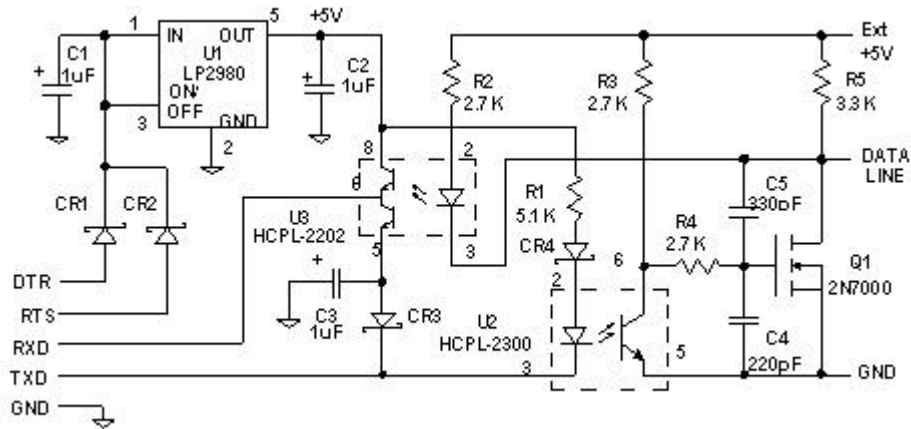 1
5
+5V
Ext
+5V
C1
1uF
+
IN OUT
U1
LP2980
ON/
OFF
GND
3
2
+
C2
1uF
R2
2.7 K
R3
2.7 K
R5
3.3 K
8
2
DATA
LINE
CR1
CR2
6
U3
HCPL-2202
5
3
R1
5.1 K
CR4
C5
330pF
R4
2.7 K
6
Q1
2N7000
DTR
+
2
RTS
C3
1uF
CR3
U2
HCPL-2300
5
C4
220pF
RXD
TXD
3
GND
GND